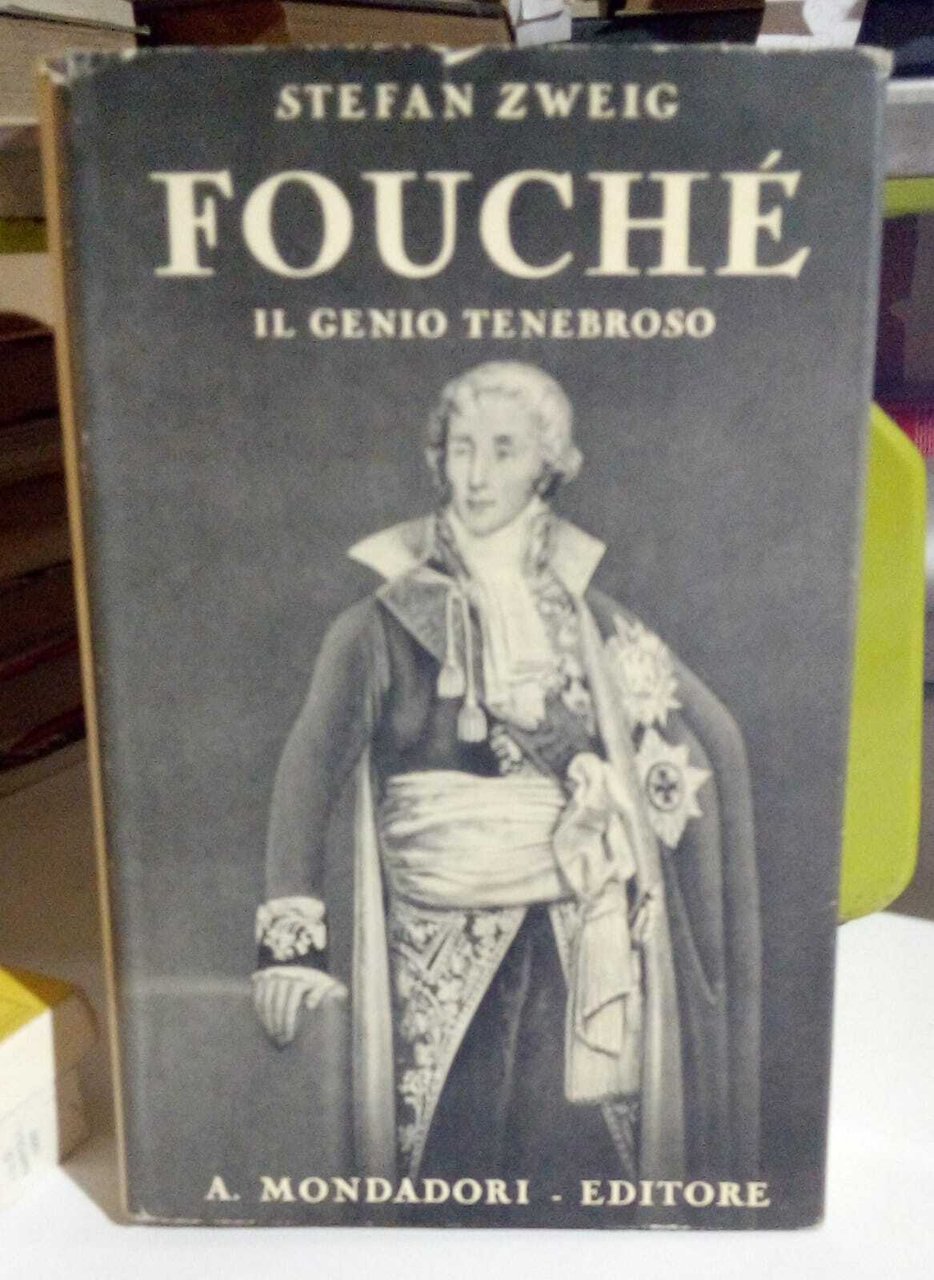 STEFAN ZWEIG
FOUCHÉ
IL GENIO TENEBROSO
A. MONDADORI - EDITORE